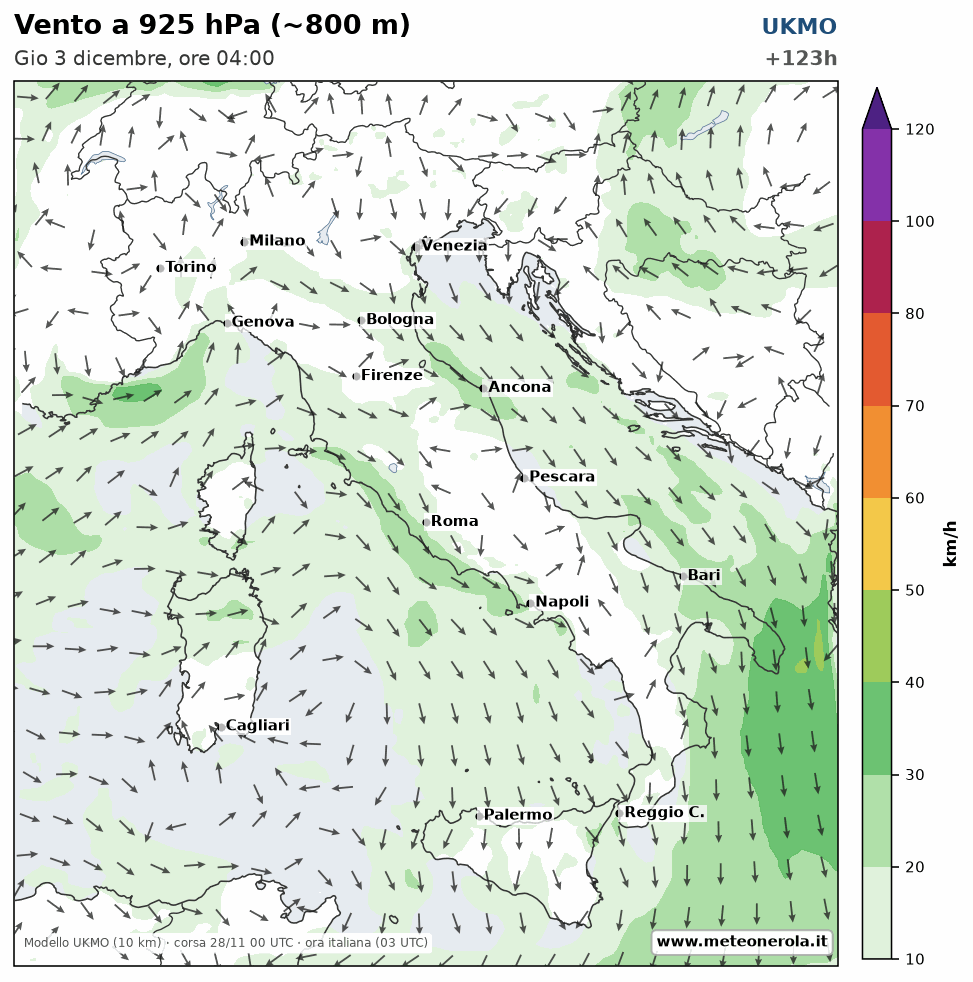 Vento a 925 hPa (~800 m)
UKMO
Gio 3 dicembre, ore 04:00
+123h
Milano
Venezia
Torino
Genova
Bologna
Firenze
Ancona
Pescara
Roma
Bari
Napoli
Cagliari
Palermo
Reggio C.
120
100
80
70
60
50
40
30
20
10
km/h
Modello UKMO (10 km) · corsa 28/11 00 UTC · ora italiana (03 UTC)
www.meteonerola.it